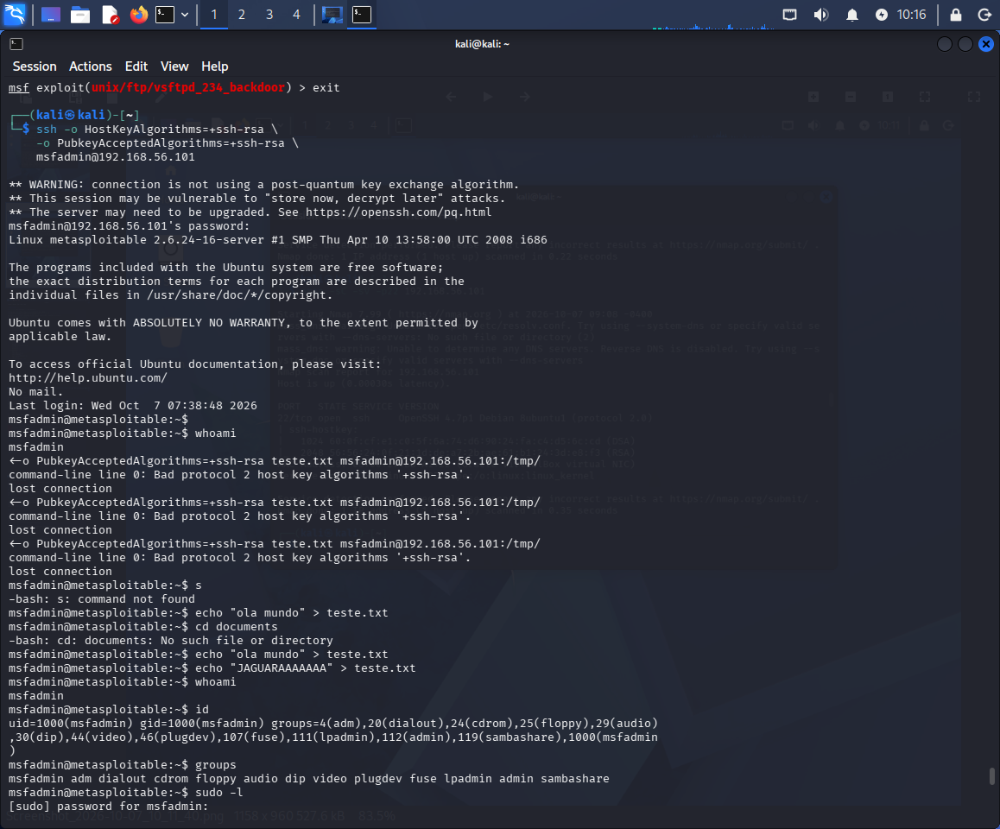 1 2 3 4 10:16
kali@kali: ~
Session Actions Edit View Help
msf exploit(unix/ftp/vsftpd_234_backdoor) > exit
┌──(kali㉿kali)-[~]
└─$ ssh -o HostKeyAlgorithms=+ssh-rsa \
-o PubkeyAcceptedAlgorithms=+ssh-rsa \
msfadmin@192.168.56.101
** WARNING: connection is not using a post-quantum key exchange algorithm.
** This session may be vulnerable to "store now, decrypt later" attacks.
** The server may need to be upgraded. See https://openssh.com/pq.html
msfadmin@192.168.56.101's password:
Linux metasploitable 2.6.24-16-server #1 SMP Thu Apr 10 13:58:00 UTC 2008 i686
The programs included with the Ubuntu system are free software;
the exact distribution terms for each program are described in the
individual files in /usr/share/doc/*/copyright.
Ubuntu comes with ABSOLUTELY NO WARRANTY, to the extent permitted by
applicable law.
To access official Ubuntu documentation, please visit:
http://help.ubuntu.com/
No mail.
Last login: Wed Oct  7 07:38:48 2026
msfadmin@metasploitable:~$
msfadmin@metasploitable:~$ whoami
msfadmin
<-o PubkeyAcceptedAlgorithms=+ssh-rsa teste.txt msfadmin@192.168.56.101:/tmp/
command-line line 0: Bad protocol 2 host key algorithms '+ssh-rsa'.
lost connection
<-o PubkeyAcceptedAlgorithms=+ssh-rsa teste.txt msfadmin@192.168.56.101:/tmp/
command-line line 0: Bad protocol 2 host key algorithms '+ssh-rsa'.
lost connection
<-o PubkeyAcceptedAlgorithms=+ssh-rsa teste.txt msfadmin@192.168.56.101:/tmp/
command-line line 0: Bad protocol 2 host key algorithms '+ssh-rsa'.
lost connection
msfadmin@metasploitable:~$ s
-bash: s: command not found
msfadmin@metasploitable:~$ echo "ola mundo" > teste.txt
msfadmin@metasploitable:~$ cd documents
-bash: cd: documents: No such file or directory
msfadmin@metasploitable:~$ echo "ola mundo" > teste.txt
msfadmin@metasploitable:~$ echo "JAGUARAAAAAAA" > teste.txt
msfadmin@metasploitable:~$ whoami
msfadmin
msfadmin@metasploitable:~$ id
uid=1000(msfadmin) gid=1000(msfadmin) groups=4(adm),20(dialout),24(cdrom),25(floppy),29(audio)
,30(dip),44(video),46(plugdev),107(fuse),111(lpadmin),112(admin),119(sambashare),1000(msfadmin
)
msfadmin@metasploitable:~$ groups
msfadmin adm dialout cdrom floppy audio dip video plugdev fuse lpadmin admin sambashare
msfadmin@metasploitable:~$ sudo -l
[sudo] password for msfadmin:
Screenshot_2026-10-07_10_11_40.png 1158 x 960 527.6 kB 83.5%